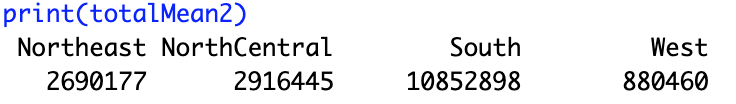 print(totalMean2)
Northeast NorthCentral South West
2690177 2916445 10852898 880460